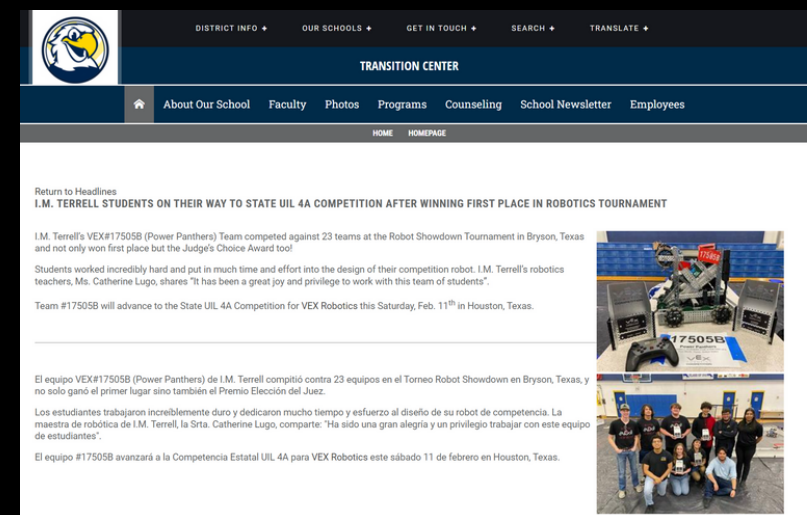 DISTRICT INFO + OUR SCHOOLS + GET IN TOUCH + SEARCH + TRANSLATE +
TRANSITION CENTER
About Our School Faculty Photos Programs Counseling School Newsletter Employees
HOME HOMEPAGE
Return to Headlines
I.M. TERRELL STUDENTS ON THEIR WAY TO STATE UIL 4A COMPETITION AFTER WINNING FIRST PLACE IN ROBOTICS TOURNAMENT
I.M. Terrell's VEX#17505B (Power Panthers) Team competed against 23 teams at the Robot Showdown Tournament in Bryson, Texas
and not only won first place but the Judge's Choice Award too!
Students worked incredibly hard and put in much time and effort into the design of their competition robot. I.M. Terrell's robotics
teachers, Ms. Catherine Lugo, shares "It has been a great joy and privilege to work with this team of students".
Team #17505B will advance to the State UIL 4A Competition for VEX Robotics this Saturday, Feb. 11th in Houston, Texas.
17505B
17505B
Power Panthers
VEX
El equipo VEX#17505B (Power Panthers) de I.M. Terrell compitió contra 23 equipos en el Torneo Robot Showdown en Bryson, Texas, y
no solo ganó el primer lugar sino también el Premio Elección del Juez.
Los estudiantes trabajaron increíblemente duro y dedicaron mucho tiempo y esfuerzo al diseño de su robot de competencia. La
maestra de robótica de I.M. Terrell, la Srta. Catherine Lugo, comparte: "Ha sido una gran alegría y un privilegio trabajar con este equipo
de estudiantes".
El equipo #17505B avanzará a la Competencia Estatal UIL 4A para VEX Robotics este sábado 11 de febrero en Houston, Texas.